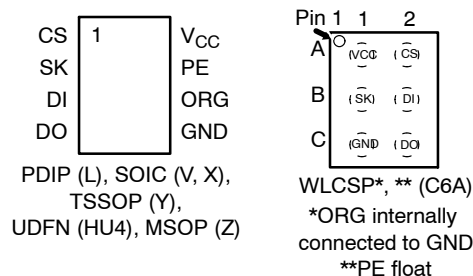 CS 1 VCC
SK PE
DI ORG
DO GND
PDIP (L), SOIC (V, X),
TSSOP (Y),
UDFN (HU4), MSOP (Z)
Pin 1 1 2
A VCC CS
B SK DI
C GND DO
WLCSP*, ** (C6A)
*ORG internally
connected to GND
**PE float